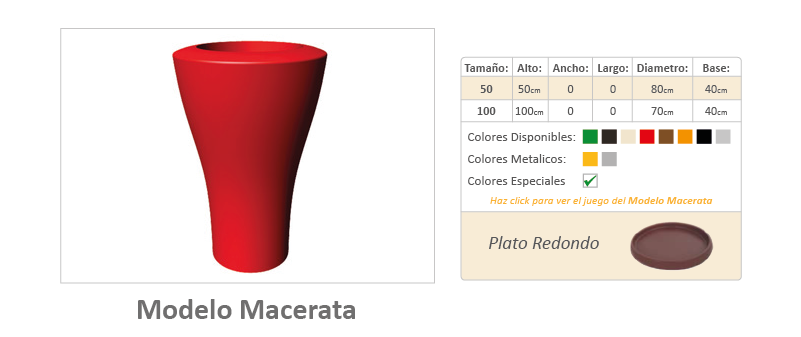 Tamaño: Alto: Ancho: Largo: Diametro: Base:
50 50cm 0 0 80cm 40cm
100 100cm 0 0 70cm 40cm
Colores Disponibles:
Colores Metalicos:
Colores Especiales
Haz click para ver el juego del Modelo Macerata
Plato Redondo
Modelo Macerata